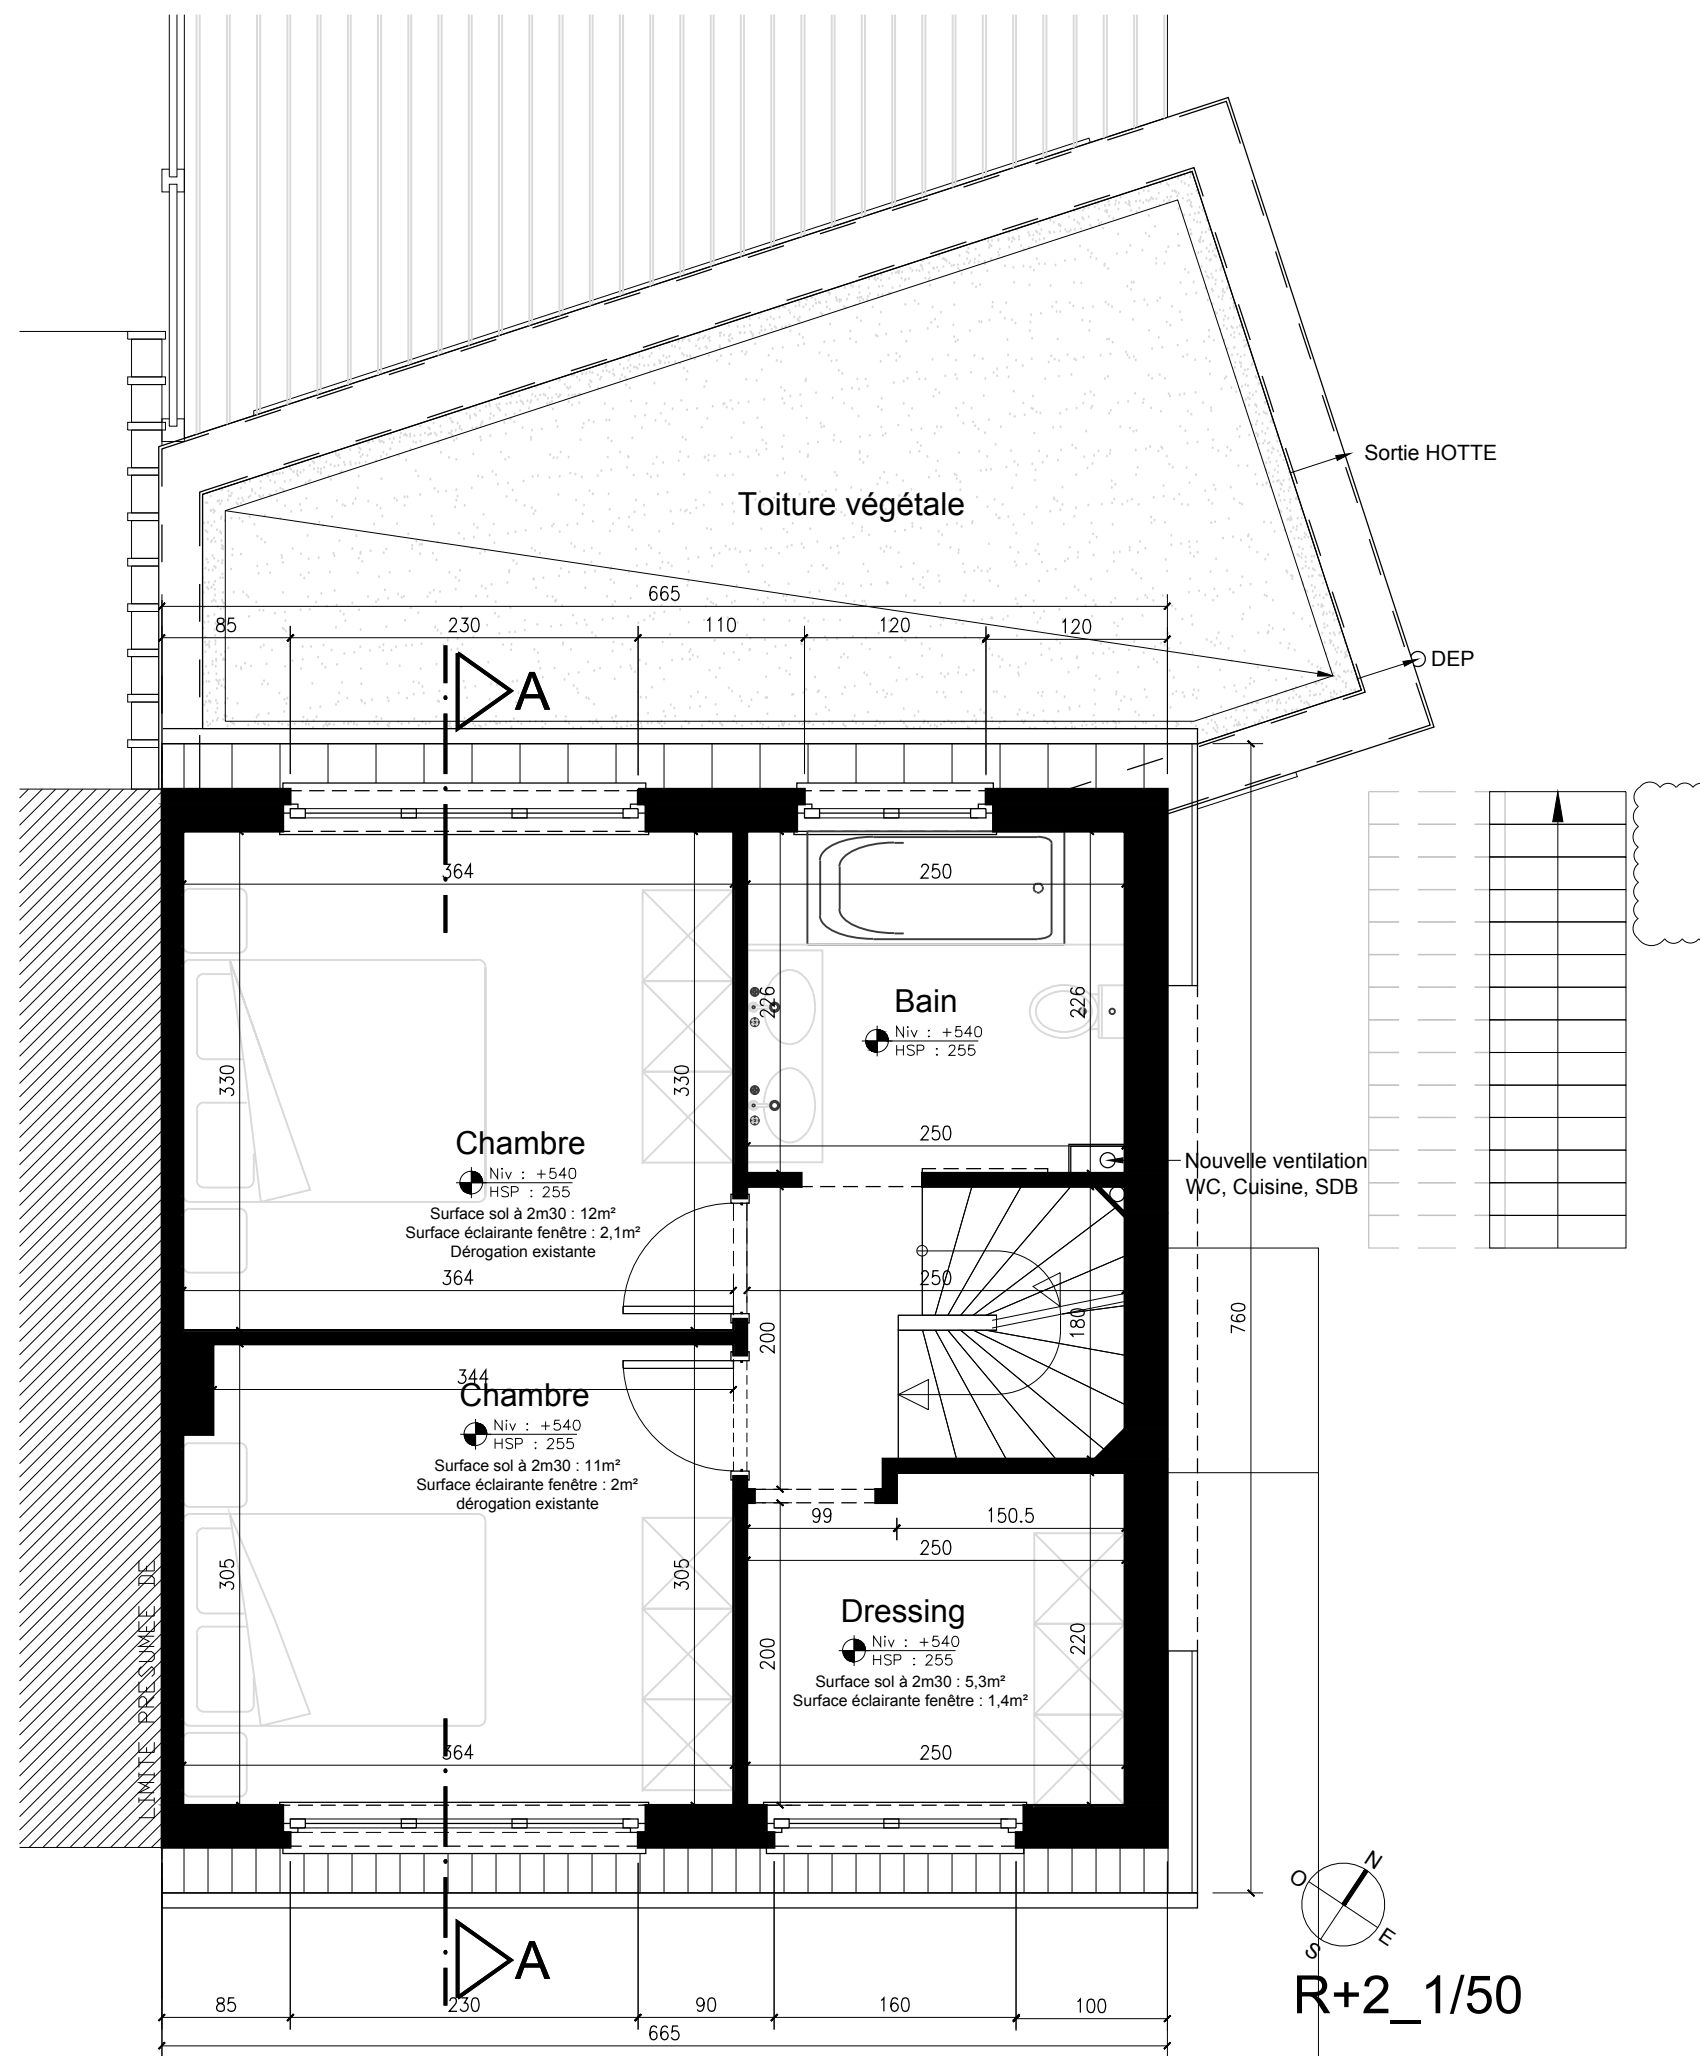 Sortie HOTTE
Toiture végétale
665
85
230
110
120
120
DEP
A
364
250
Bain
226
226
Niv : +540
HSP : 255
330
330
250
Chambre
Niv : +540
HSP : 255
Surface sol à 2m30 : 12m²
Surface éclairante fenêtre : 2,1m²
Dérogation existante
Nouvelle ventilation
WC, Cuisine, SDB
364
250
760
200
180
344
Chambre
Niv : +540
HSP : 255
Surface sol à 2m30 : 11m²
Surface éclairante fenêtre : 2m²
dérogation existante
99
150.5
250
305
305
Dressing
Niv : +540
HSP : 255
Surface sol à 2m30 : 5,3m²
Surface éclairante fenêtre : 1,4m²
200
220
LIMITE PRESUMEE DE
364
250
N
O
E
S
A
R+2_1/50
85
230
90
160
100
665